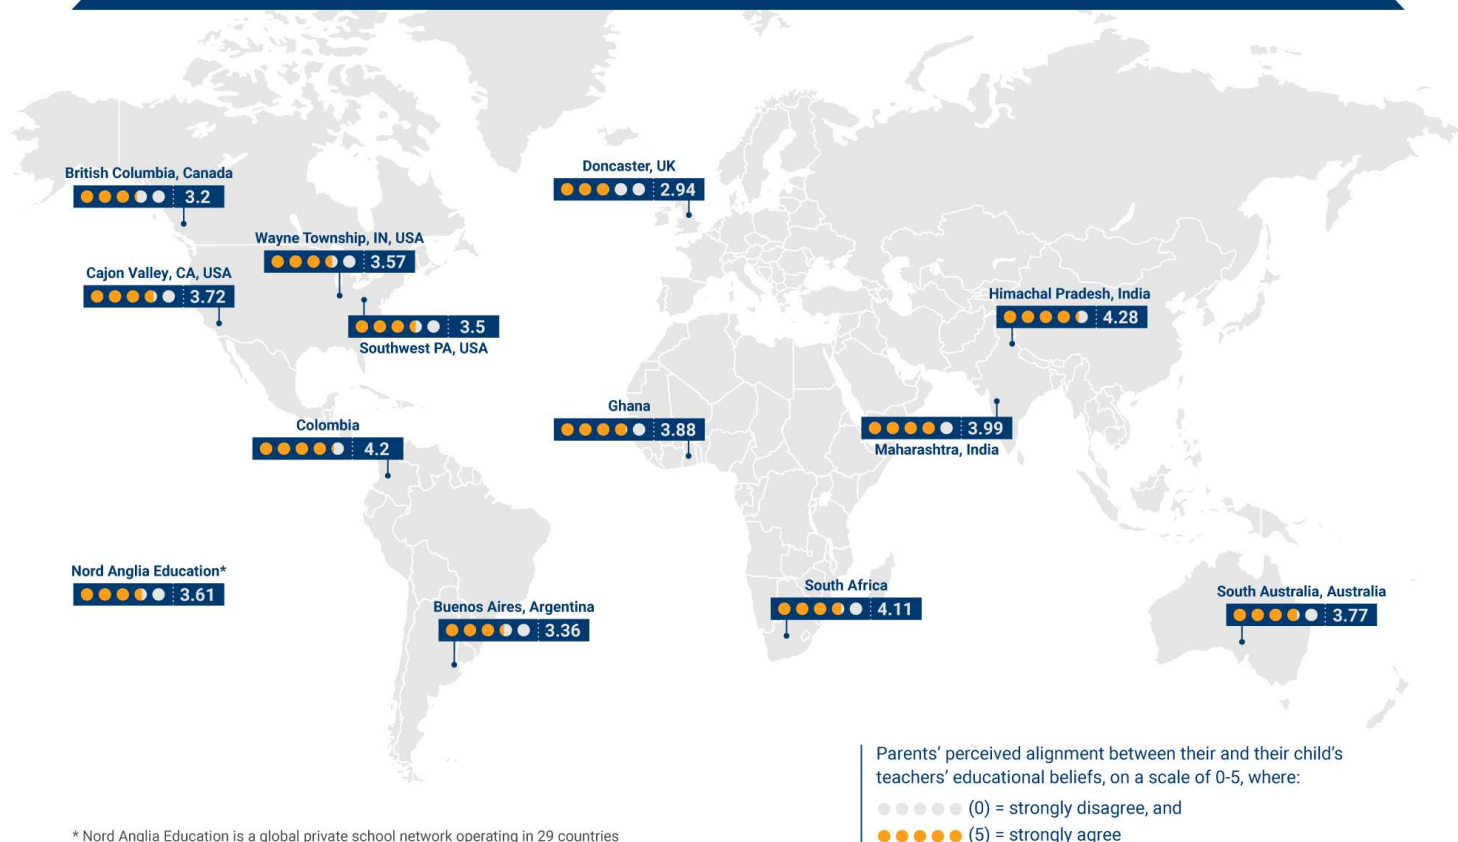 British Columbia, Canada
3.2
Doncaster, UK
2.94
Wayne Township, IN, USA
3.57
Cajon Valley, CA, USA
3.72
3.5
Southwest PA, USA
Himachal Pradesh, India
4.28
Colombia
4.2
Ghana
3.88
3.99
Maharashtra, India
Nord Anglia Education*
3.61
Buenos Aires, Argentina
3.36
South Africa
4.11
South Australia, Australia
3.77
Parents’ perceived alignment between their and their child’s
teachers’ educational beliefs, on a scale of 0-5, where:
(0) = strongly disagree, and
(5) = strongly agree
* Nord Anglia Education is a global private school network operating in 29 countries